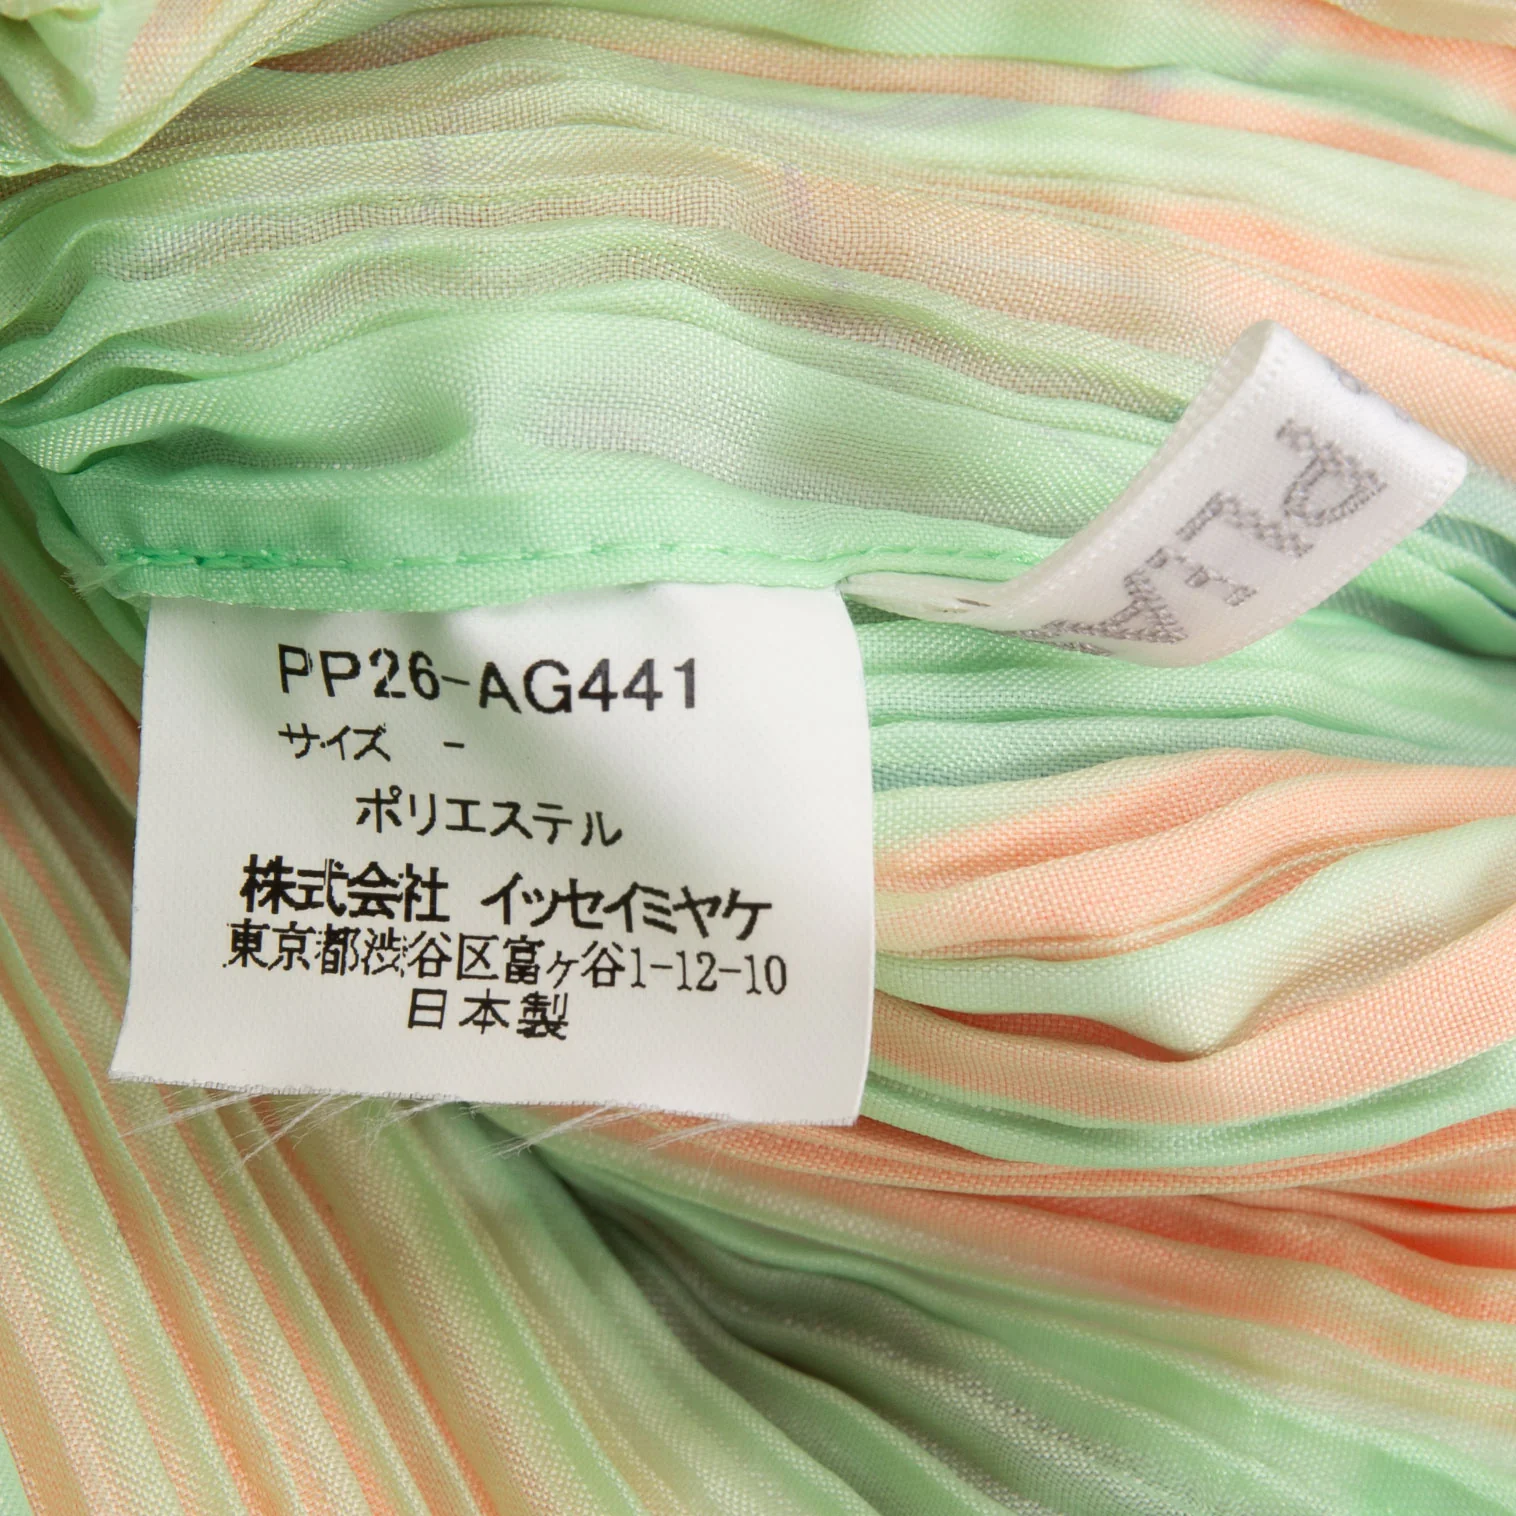 PP26-AG441
サイズ -
ポリエステル
株式会社 イッセイミヤケ
東京都渋谷区富ヶ谷1-12-10
日本製
PLEA